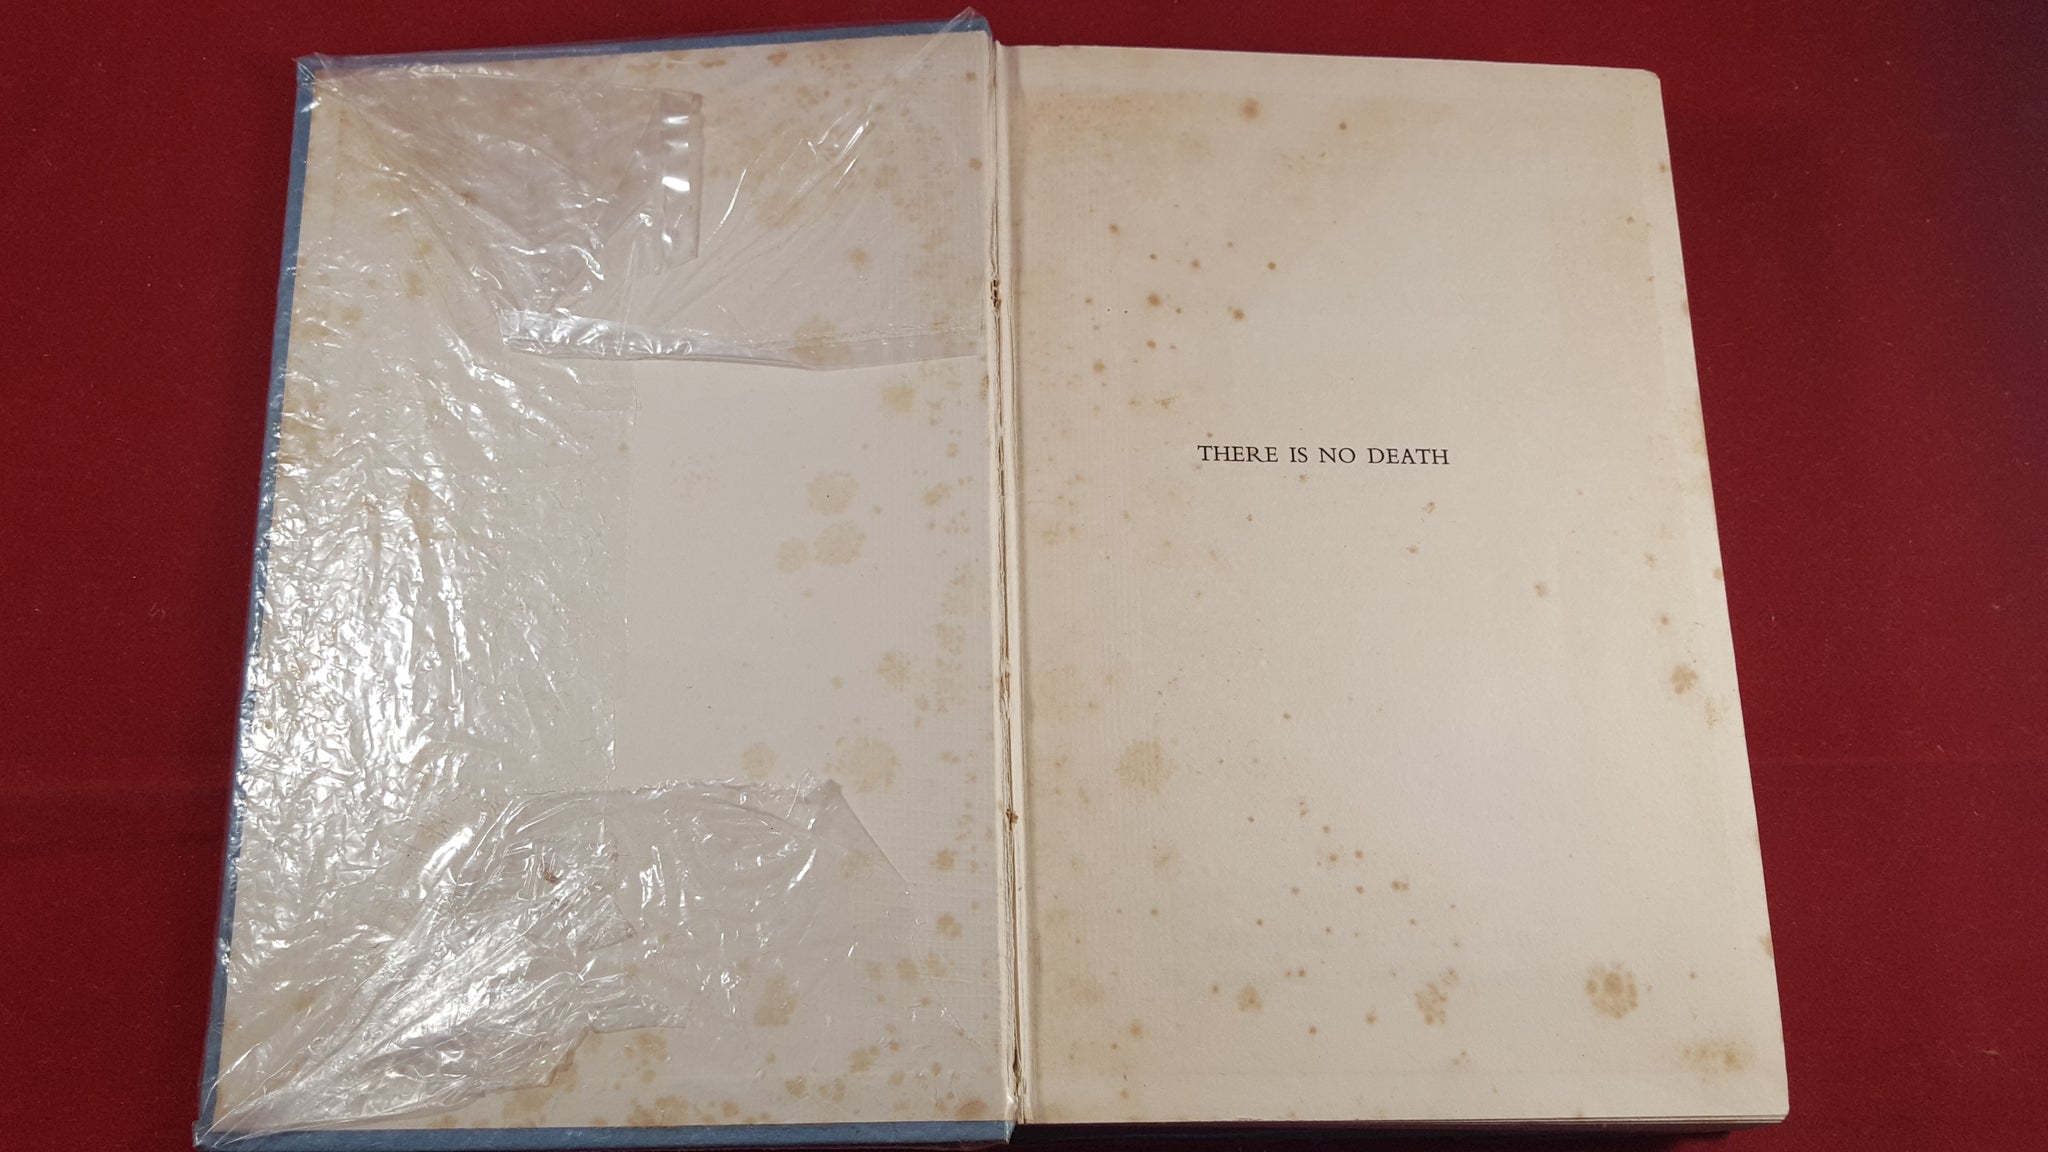 THERE IS NO DEATH